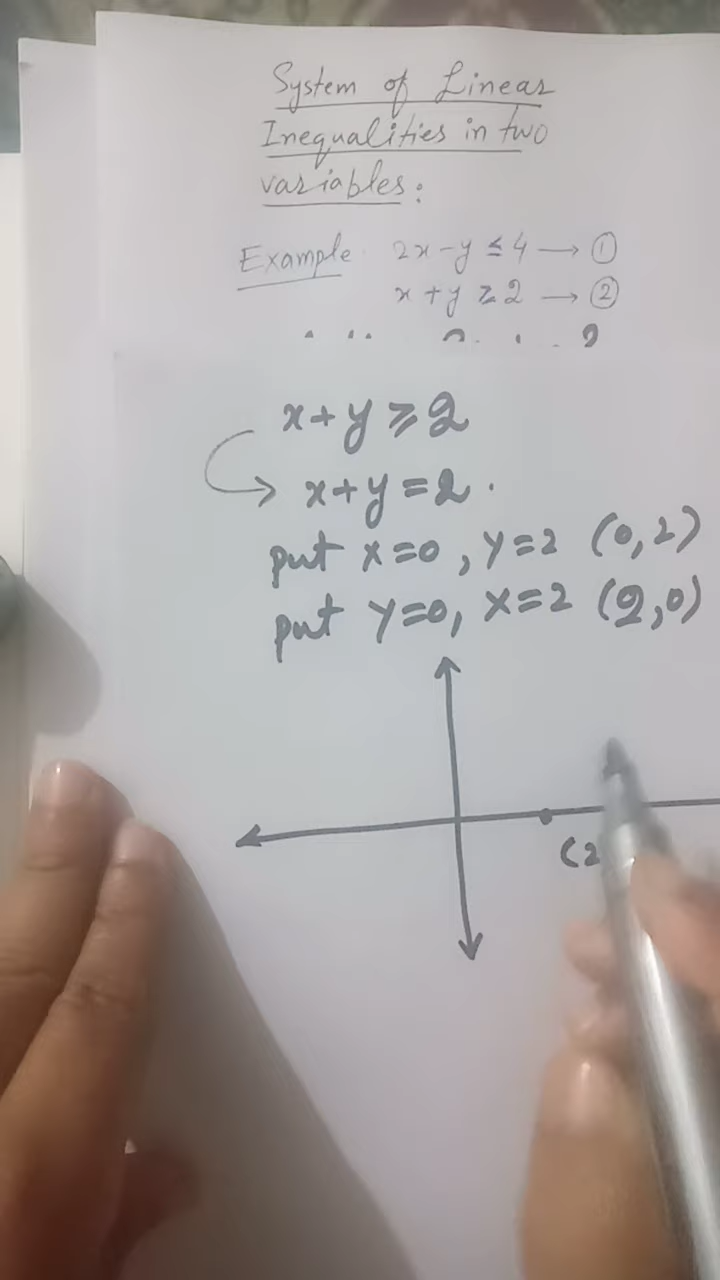 System of Linear
Inequalities in two
variables:
Example: 2x-y ≤ 4 → ①
x + y ≥ 2 → ②
x+y ≥ 2
x+y = 2.
put x=0, y=2 (0,2)
put y=0, x=2 (2,0)
(2